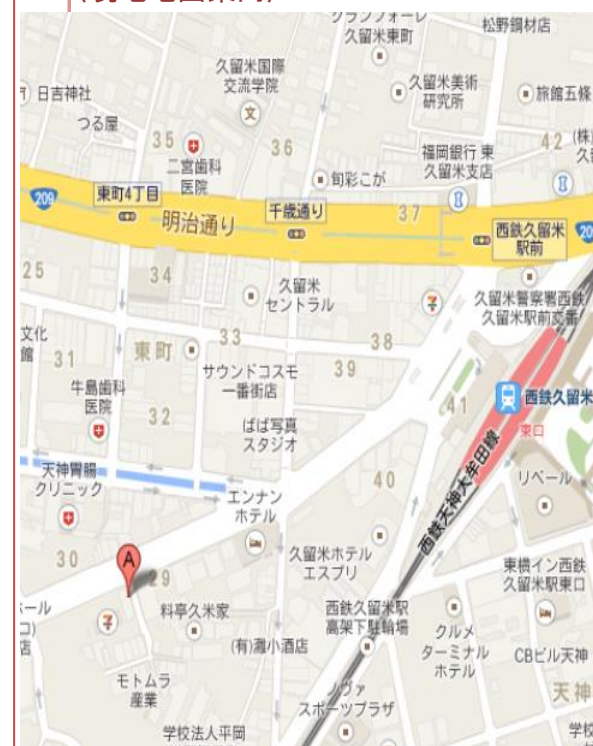 グランフォーレ
久留米東町
松野鋼材店
久留米国際
交流学院
日吉神社
久留米美術
研究所
旅館五條
つる屋
文
35
36
二宮歯科
医院
福岡銀行 東
久留米支店
42
(株)
旬彩こが
209
東町4丁目
千歳通り
37
明治通り
西鉄久留米
駅前
25
34
久留米
セントラル
久留米警察署西鉄
久留米駅前交番
文化
館
31
東町
33
38
サウンドコスモ
一番街店
39
牛島歯科
医院
32
41
西鉄久留米
東口
ぱぱ写真
スタジオ
天神胃腸
クリニック
40
西鉄天神大牟田線
リベール
エンナン
ホテル
30
A
29
久留米ホテル
エスプリ
東横イン西鉄
久留米駅東口
料亭久米家
西鉄久留米駅
高架下駐輪場
クルメ
ターミナル
ホテル
(有)灘小酒店
CBビル天神
モトムラ
産業
天神
ノヴァ
スポーツプラザ
学校法人平岡
学校